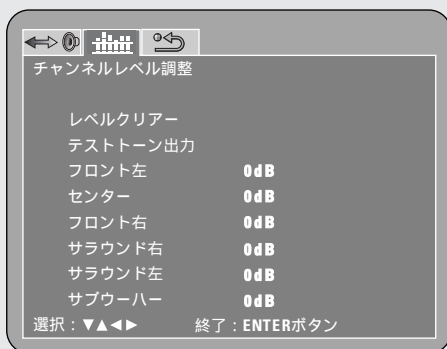 チャンネルレベル調整
レベルクリアー
テストトーン出力
フロント左 0dB
センター 0dB
フロント右 0dB
サラウンド右 0dB
サラウンド左 0dB
サブウーハー 0dB
選択：▼▲◀▶ 終了：ENTERボタン